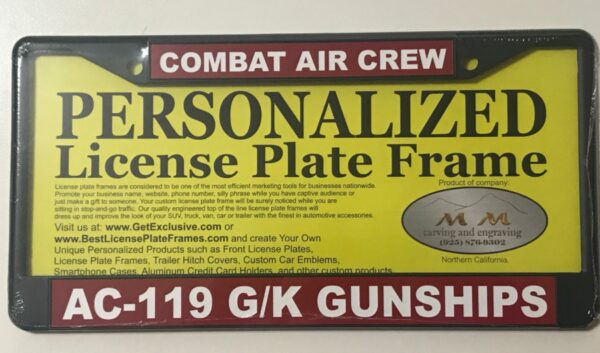 COMBAT AIR CREW
PERSONALIZED
License Plate Frame
License plate frames are considered to be one of the most efficient marketing tools for businesses nationwide.
Promote your business name, website, phone number, silly phrase while you have captive audience or
just make a gift to someone. Your custom license plate frame will be surely noticed while you are
sitting in stop-and-go traffic. Our quality engineered top of the line license plate frames will
dress up and improve the look of your SUV, truck, van, car or trailer with the finest in automotive accessories.
Visit us at: www.GetExclusive.com or
www.BestLicensePlateFrames.com and create Your Own
Unique Personalized Products such as Front License Plates,
License Plate Frames, Trailer Hitch Covers, Custom Car Emblems,
Smartphone Cases, Aluminum Credit Card Holders, and other custom products
Product of company:
M M
carving and engraving
(925) 876-9302
Northern California.
AC-119 G/K GUNSHIPS